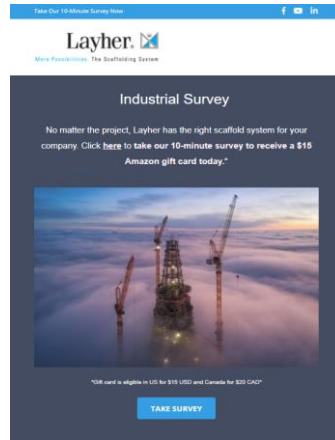 Take Our 10-Minute Survey Now
Layher.
More Possibilities. The Scaffolding System.
Industrial Survey
No matter the project, Layher has the right scaffold system for your
company. Click here to take our 10-minute survey to receive a $15
Amazon gift card today.*
*Gift card is eligible in US for $15 USD and Canada for $20 CAD*
TAKE SURVEY